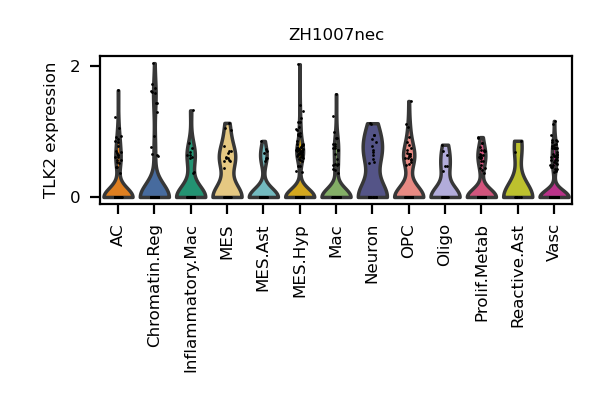 ZH1007nec
TLK2 expression
2
0
AC
Chromatin.Reg
Inflammatory.Mac
MES
MES.Ast
MES.Hyp
Mac
Neuron
OPC
Oligo
Prolif.Metab
Reactive.Ast
Vasc